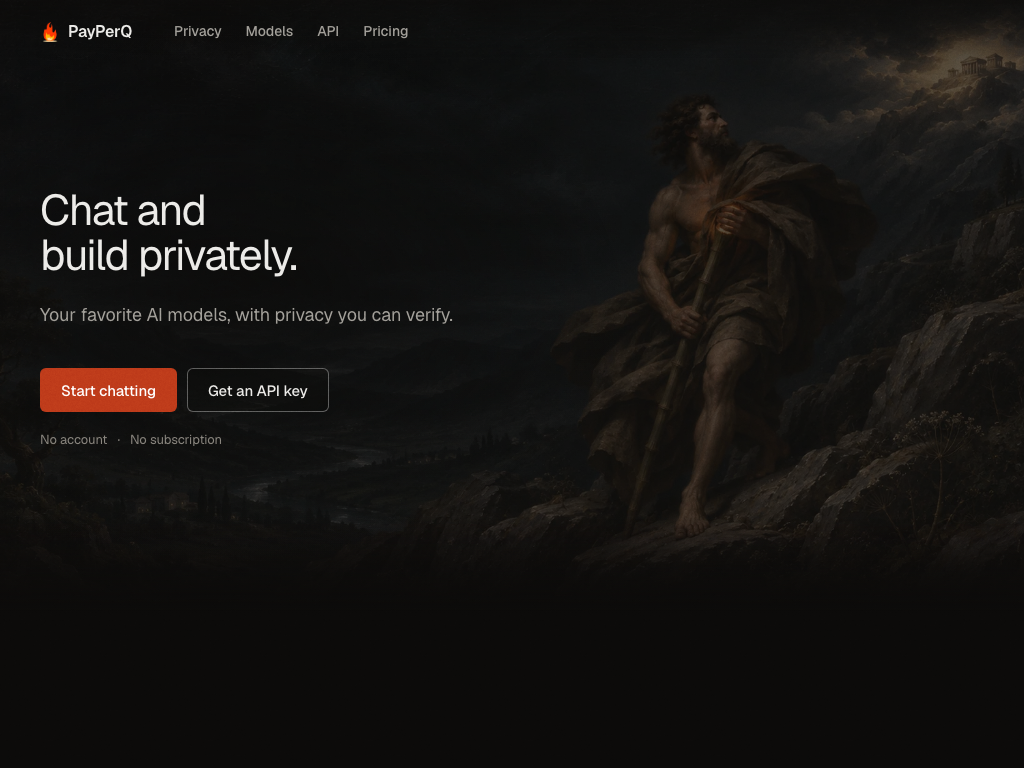 PayPerQ
Privacy
Models
API
Pricing
Chat and
build privately.
Your favorite AI models, with privacy you can verify.
Start chatting
Get an API key
No account · No subscription